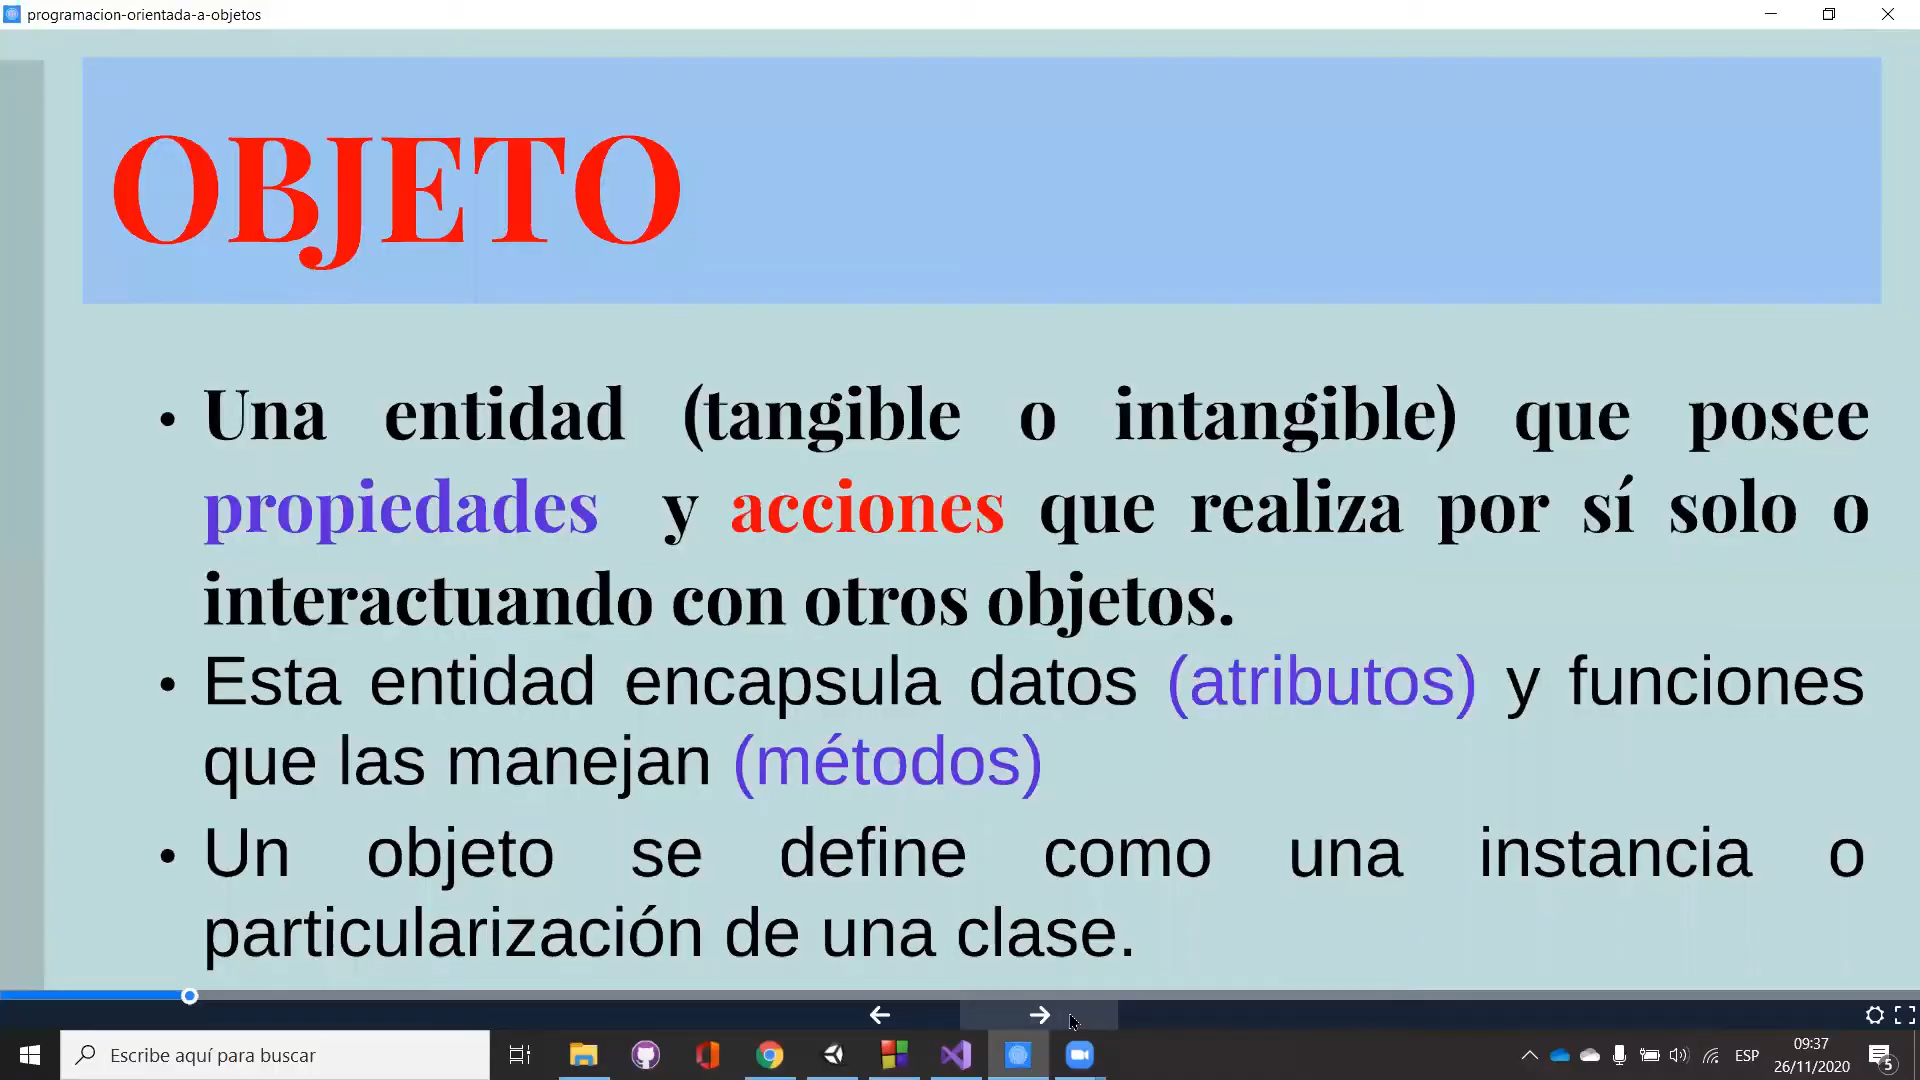 programacion-orientada-a-objetos
OBJETO
• Una entidad (tangible o intangible) que posee
propiedades y acciones que realiza por sí solo o
interactuando con otros objetos.
• Esta entidad encapsula datos (atributos) y funciones
que las manejan (métodos)
• Un objeto se define como una instancia o
particularización de una clase.
Escribe aquí para buscar
ESP
09:37
26/11/2020
5